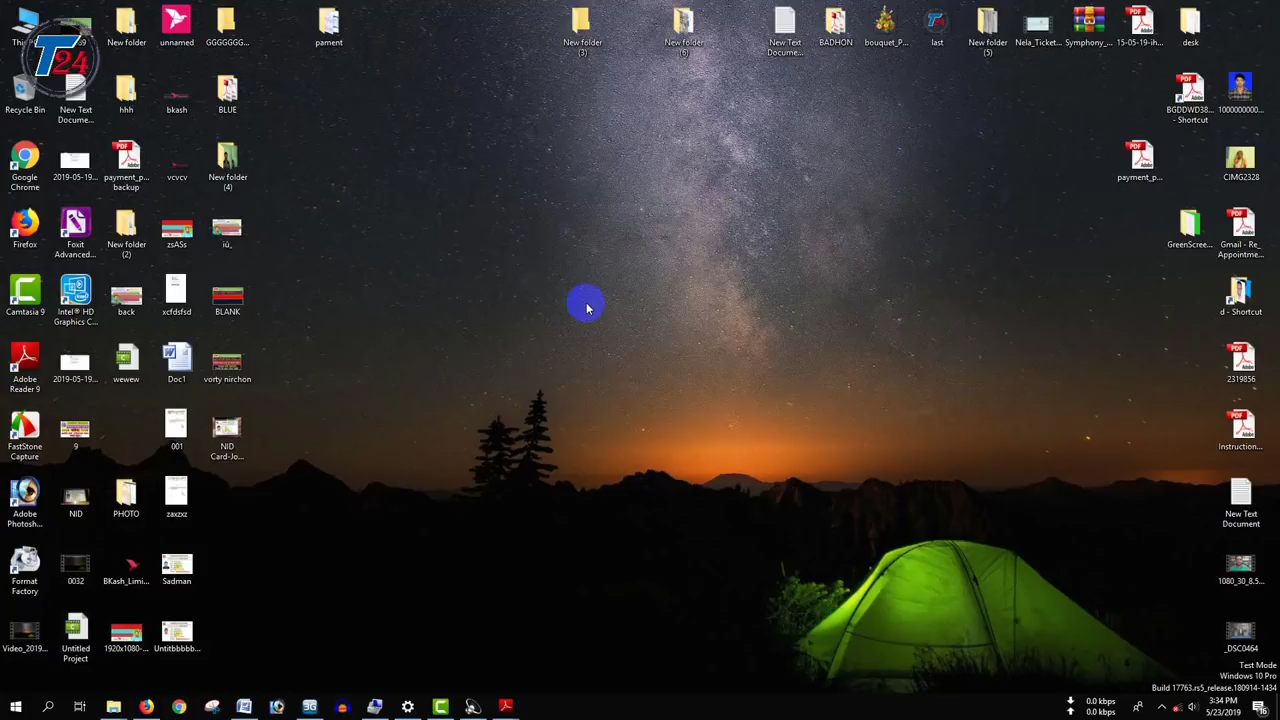 New folder
unnamed
GGGGGG...
pament
New folder
(3)
New folder
(6)
New Text
Docume...
BADHON
bouquet_P...
last
New folder
(5)
Nela_Ticket...
Symphony_...
15-05-19-ih...
desk
T
24
Recycle Bin
New Text
Docume...
hhh
bkash
BLUE
BGDDWD38...
- Shortcut
1000000000...
Google
Chrome
2019-05-19...
payment_p...
backup
vcvcv
New folder
(4)
payment_p...
CIMG2328
Firefox
Foxit
Advanced...
New folder
(2)
zsASs
GreenScree...
Gmail - Re_
Appointme...
Camtasia 9
Intel® HD
Graphics C...
back
xcfdsfsd
BLANK
d - Shortcut
Adobe
Reader 9
2019-05-19...
wewew
Doc1
vorty nirchon
2319856
FastStone
Capture
9
001
NID
Card-Jo...
Instruction...
Adobe
Photosh...
NID
PHOTO
zaxzxz
New Text
Document
Format
Factory
0032
BKash_Limi...
Sadman
1080_30_8.5...
Video_2019...
Untitled
Project
1920x1080-...
Untitbbbbb...
_DSC0464
Test Mode
Windows 10 Pro
Build 17763.rs5_release.180914-1434
0.0 kbps
0.0 kbps
3:34 PM
5/23/2019